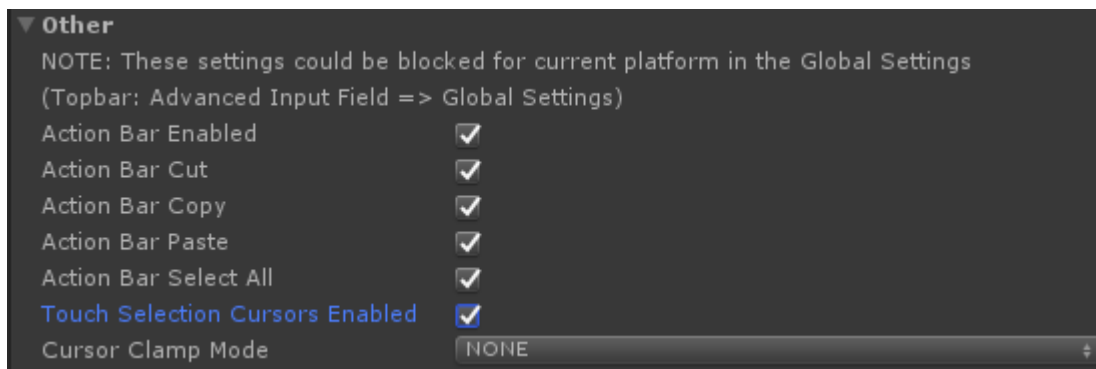 Other
NOTE: These settings could be blocked for current platform in the Global Settings
(Topbar: Advanced Input Field => Global Settings)
Action Bar Enabled
Action Bar Cut
Action Bar Copy
Action Bar Paste
Action Bar Select All
Touch Selection Cursors Enabled
Cursor Clamp Mode NONE